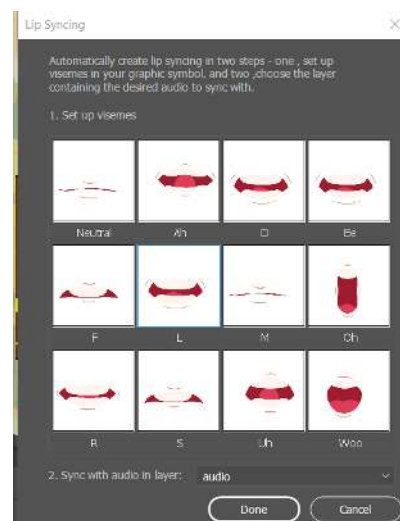 Lip Syncing
Automatically create lip syncing in two steps - one , set up
visemes in your graphic symbol, and two ,choose the layer
containing the desired audio to sync with.
1. Set up visemes
Neutral Ah D Ee
F L M Oh
R S Uh Woo
2. Sync with audio in layer: audio
Done Cancel